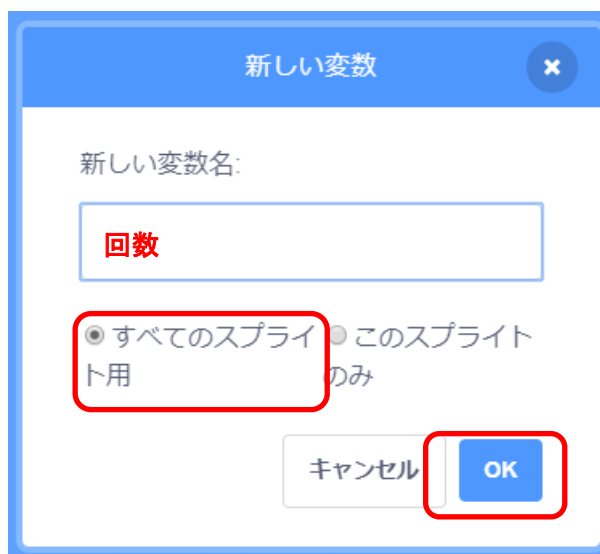 新しい変数
新しい変数名:
回数
すべてのスプライ このスプライト
ト用 のみ
キャンセル OK